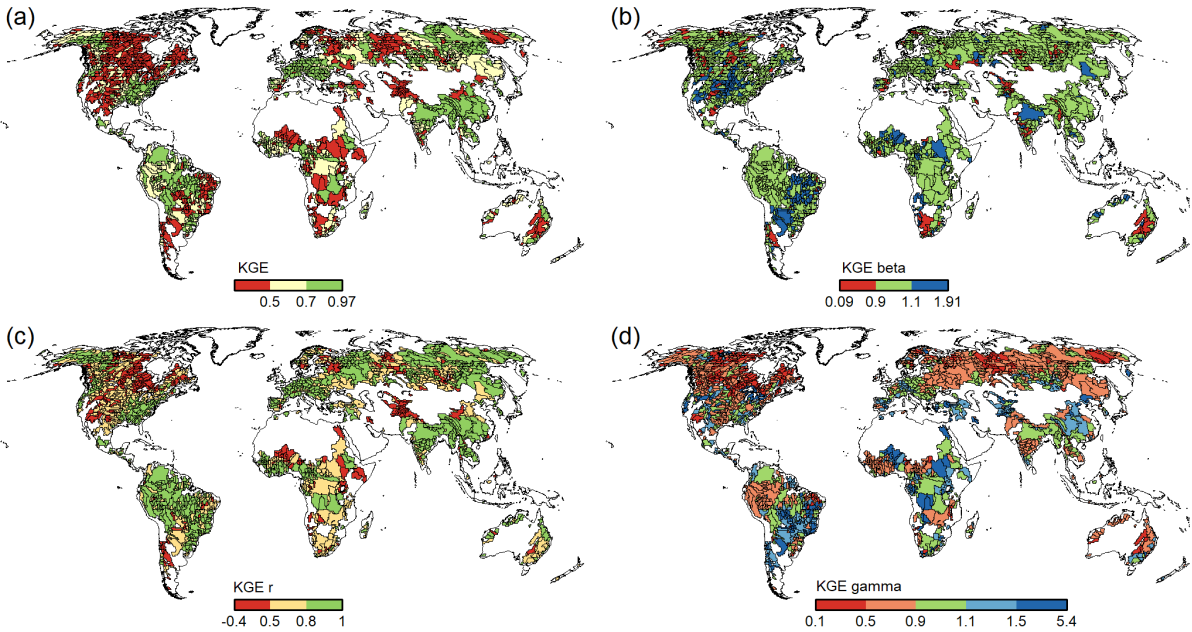 (a)
KGE
0.5 0.7 0.97
(b)
KGE beta
0.09 0.9 1.1 1.91
(c)
KGE r
-0.4 0.5 0.8 1
(d)
KGE gamma
0.1 0.5 0.9 1.1 1.5 5.4